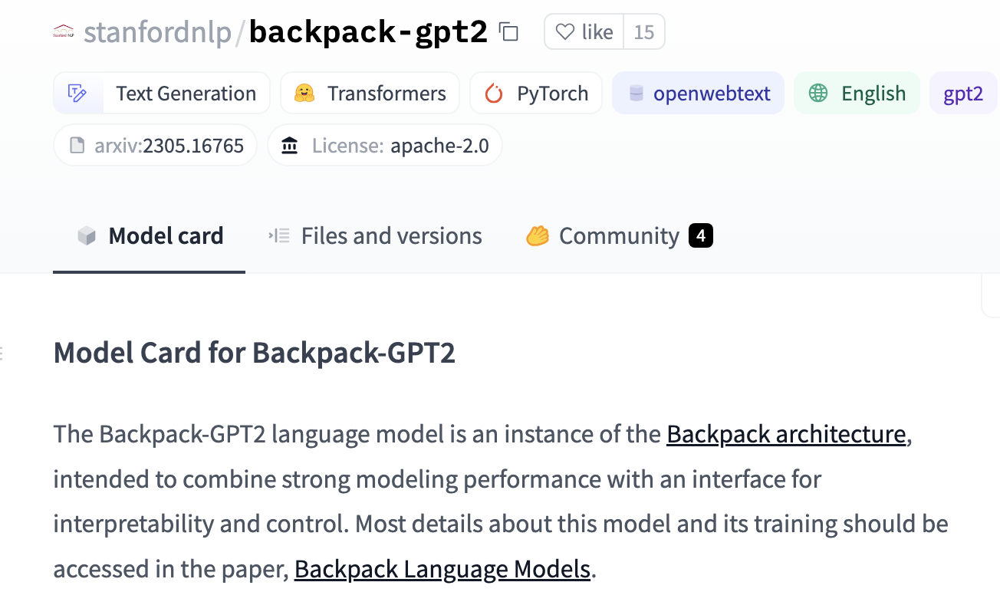 stanfordnlp/backpack-gpt2 like 15
Text Generation Transformers PyTorch openwebtext English gpt2
arxiv:2305.16765 License: apache-2.0
Model card Files and versions Community 4
Model Card for Backpack-GPT2
The Backpack-GPT2 language model is an instance of the Backpack architecture,
intended to combine strong modeling performance with an interface for
interpretability and control. Most details about this model and its training should be
accessed in the paper, Backpack Language Models.